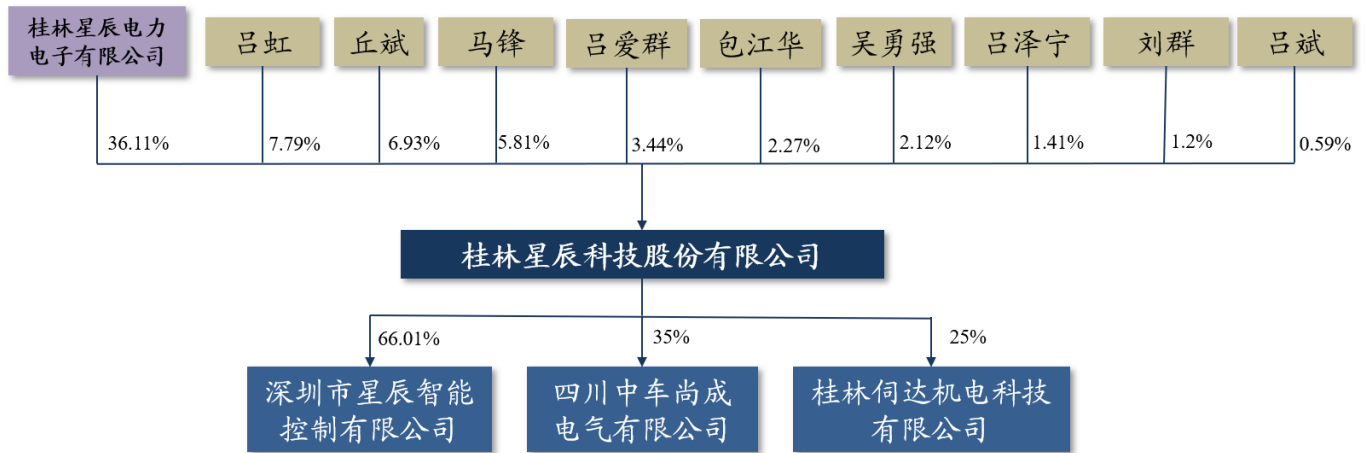 桂林星辰电力
电子有限公司
吕虹
丘斌
马锋
吕爱群
包江华
吴勇强
吕泽宁
刘群
吕斌
36.11%
7.79%
6.93%
5.81%
3.44%
2.27%
2.12%
1.41%
1.2%
0.59%
桂林星辰科技股份有限公司
66.01%
35%
25%
深圳市星辰智能
控制有限公司
四川中车尚成
电气有限公司
桂林伺达机电科技
有限公司